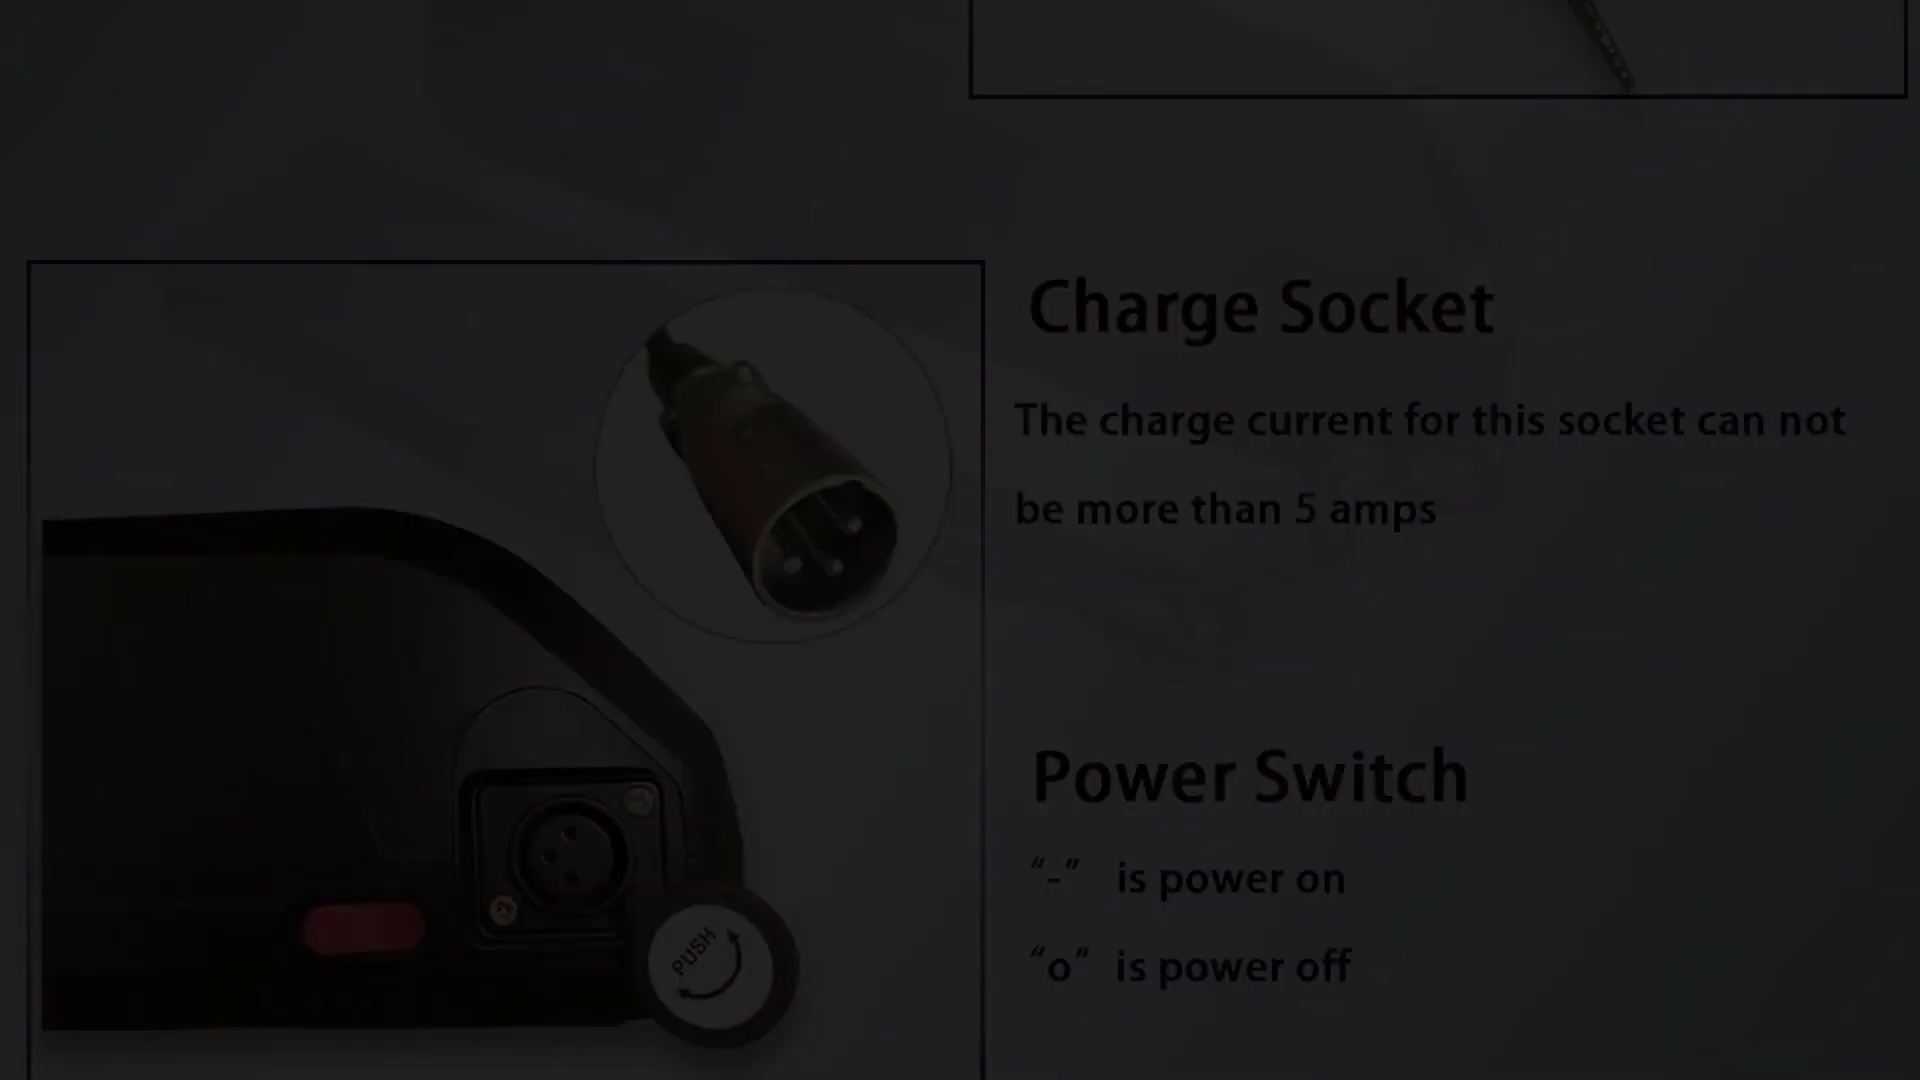 Charge Socket
The charge current for this socket can not
be more than 5 amps
Power Switch
“-” is power on
“o” is power off
PUSH